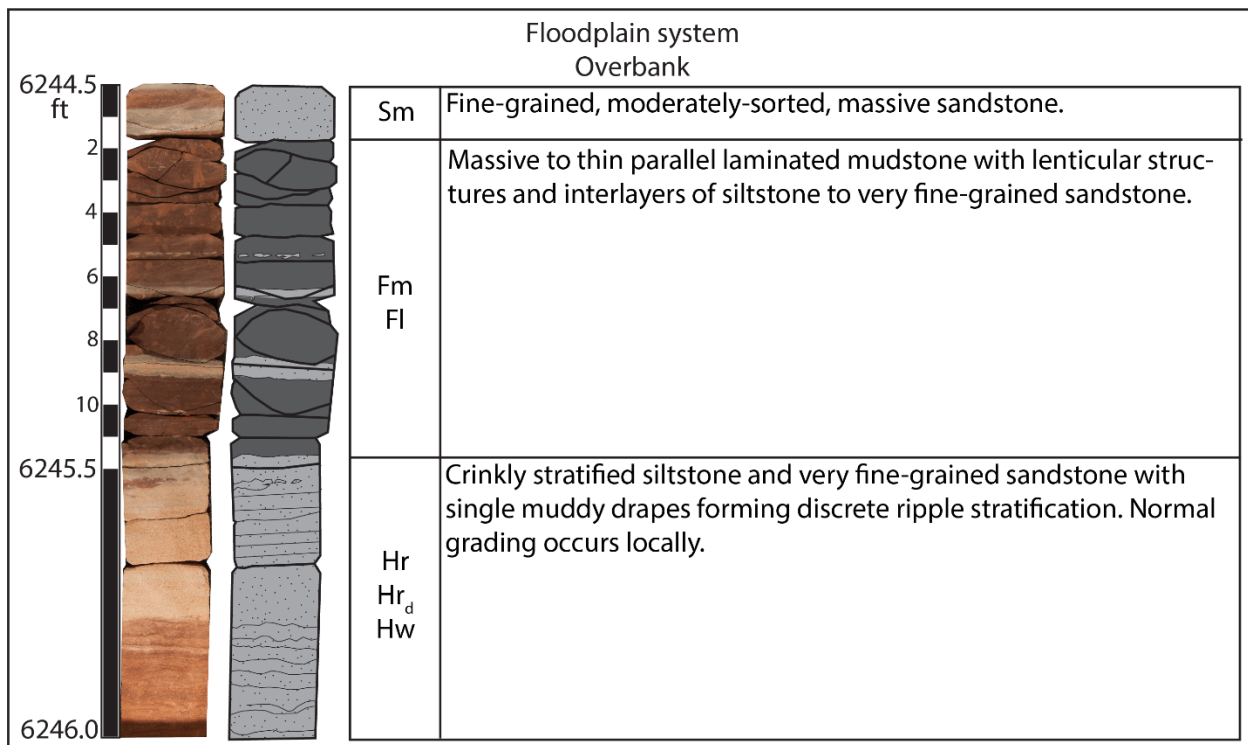 Floodplain system
Overbank
6244.5
ft
2
4
6
8
10
6245.5
6246.0
Sm
Fine-grained, moderately-sorted, massive sandstone.
Fm
Fl
Massive to thin parallel laminated mudstone with lenticular struc-
tures and interlayers of siltstone to very fine-grained sandstone.
Hr
Hrd
Hw
Crinkly stratified siltstone and very fine-grained sandstone with
single muddy drapes forming discrete ripple stratification. Normal
grading occurs locally.